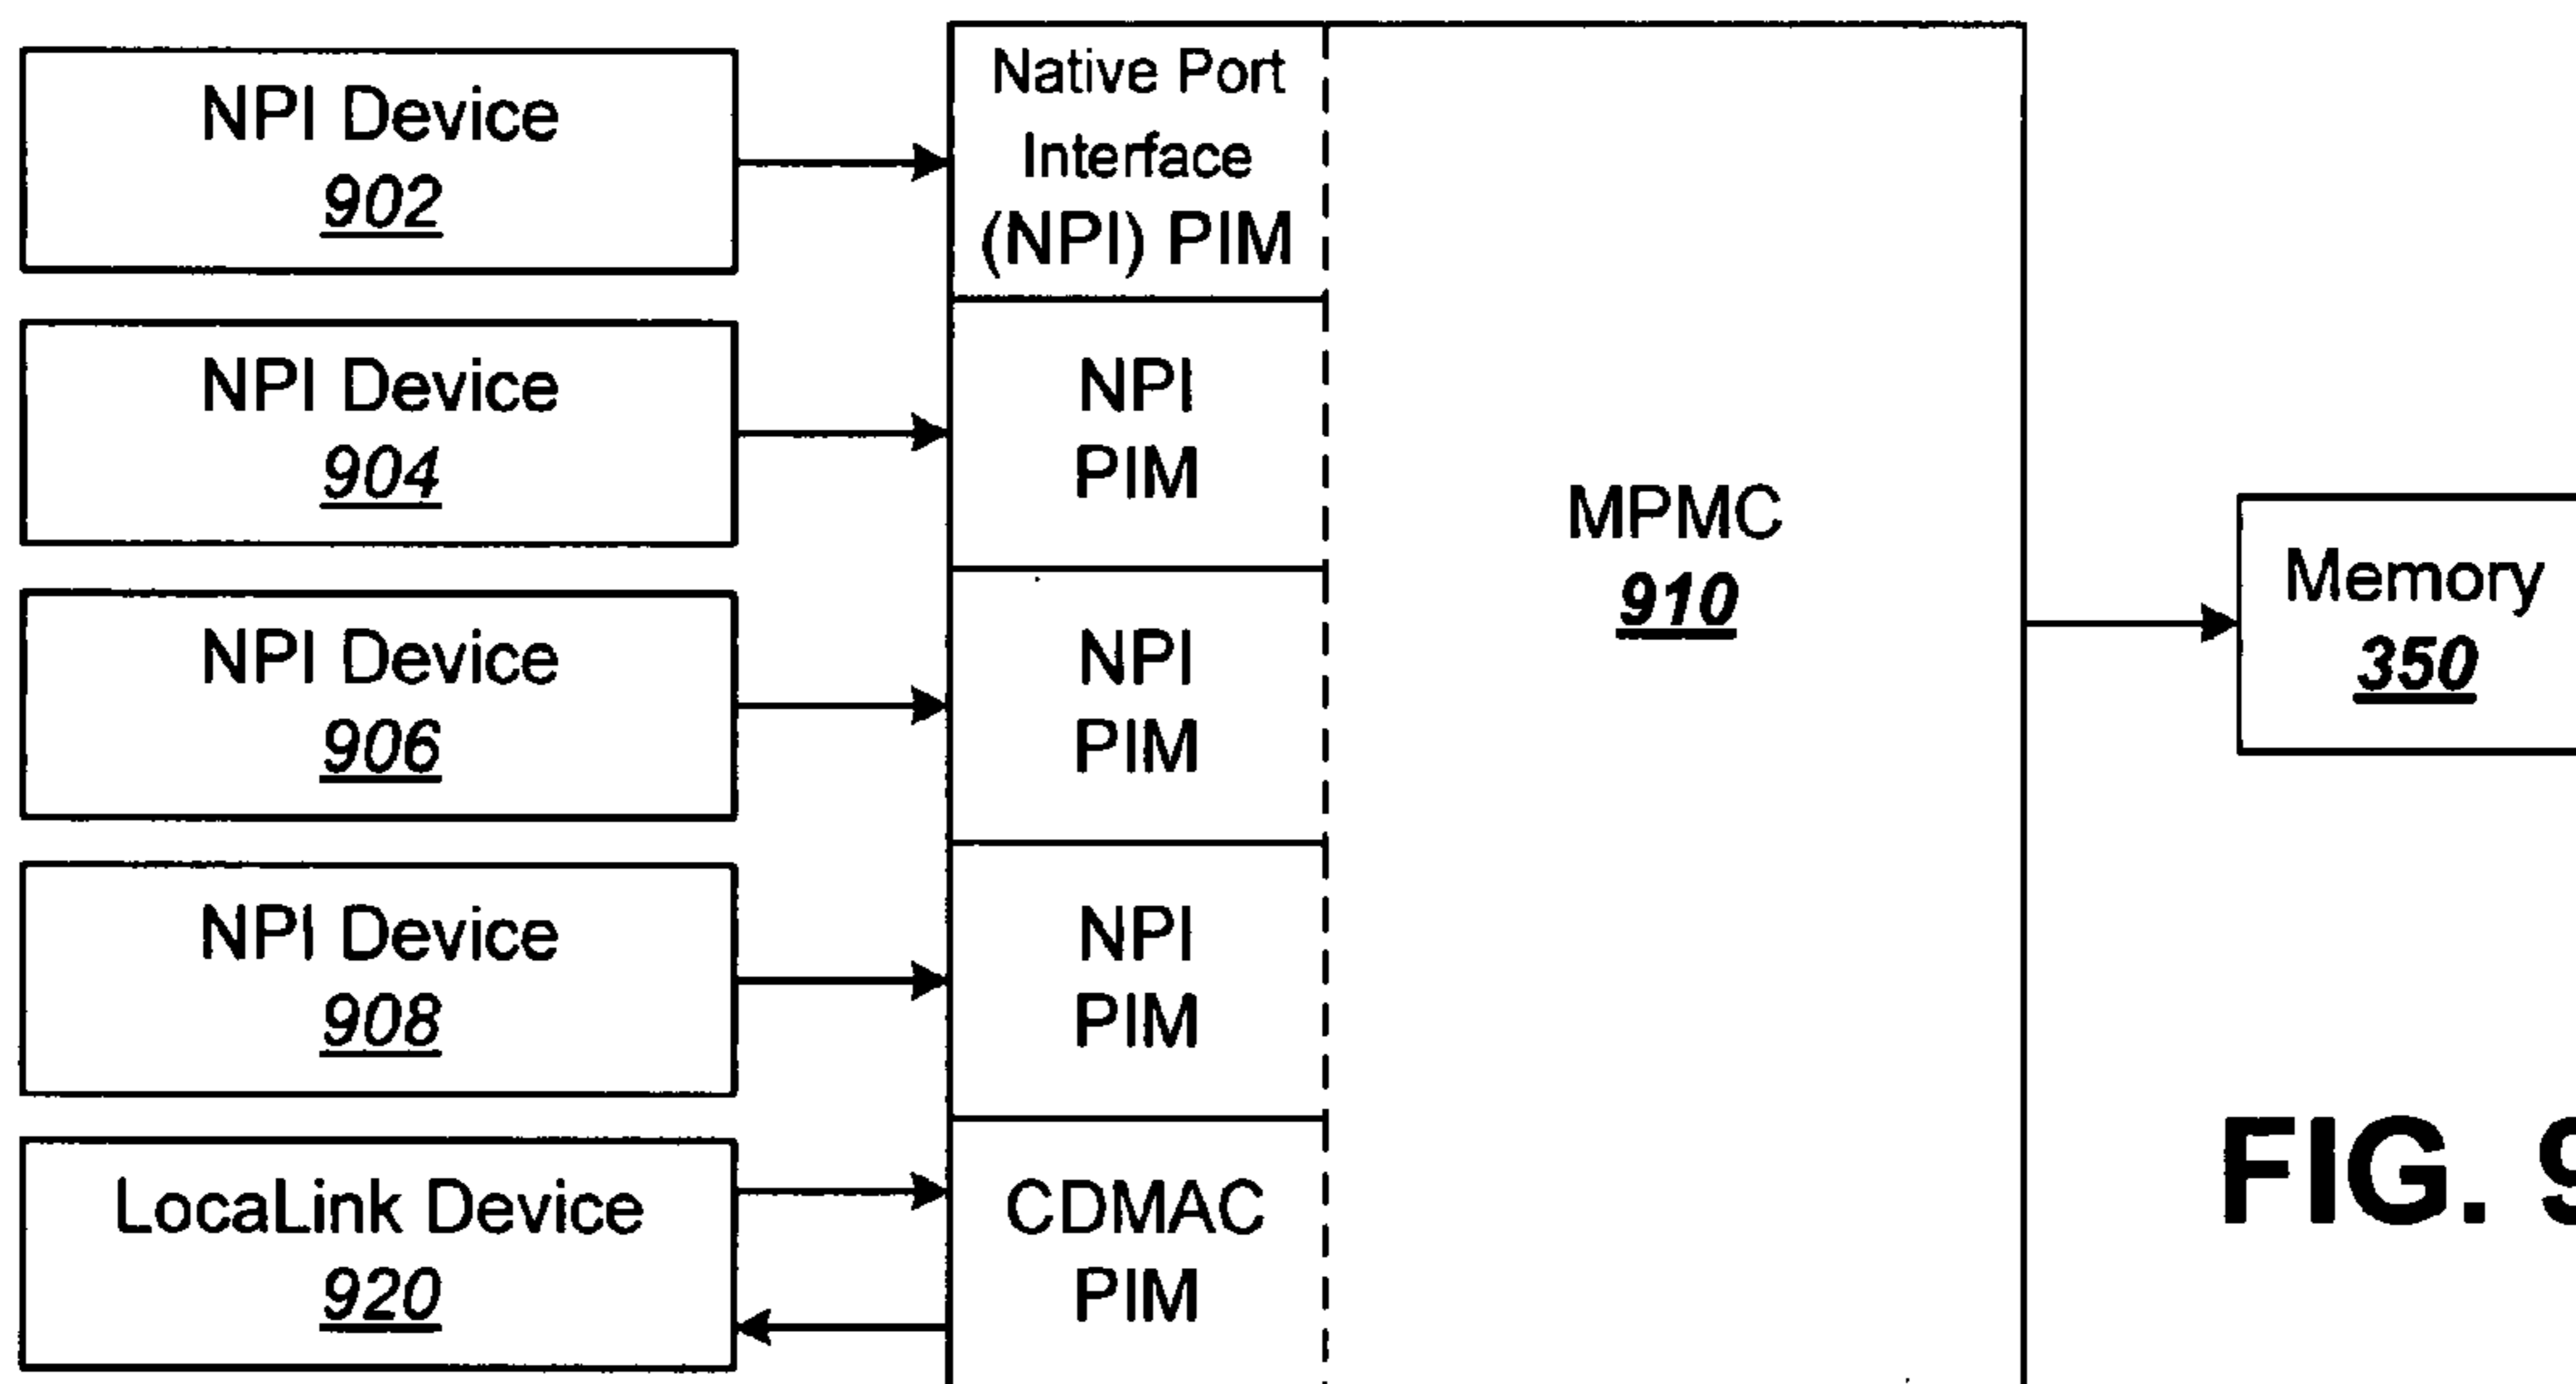 NPI Device
902
Native Port
Interface
(NPI) PIM
NPI Device
904
NPI
PIM
NPI Device
906
NPI
PIM
NPI Device
908
NPI
PIM
LocaLink Device
920
CDMAC
PIM
MPMC
910
Memory
350
FIG. 9